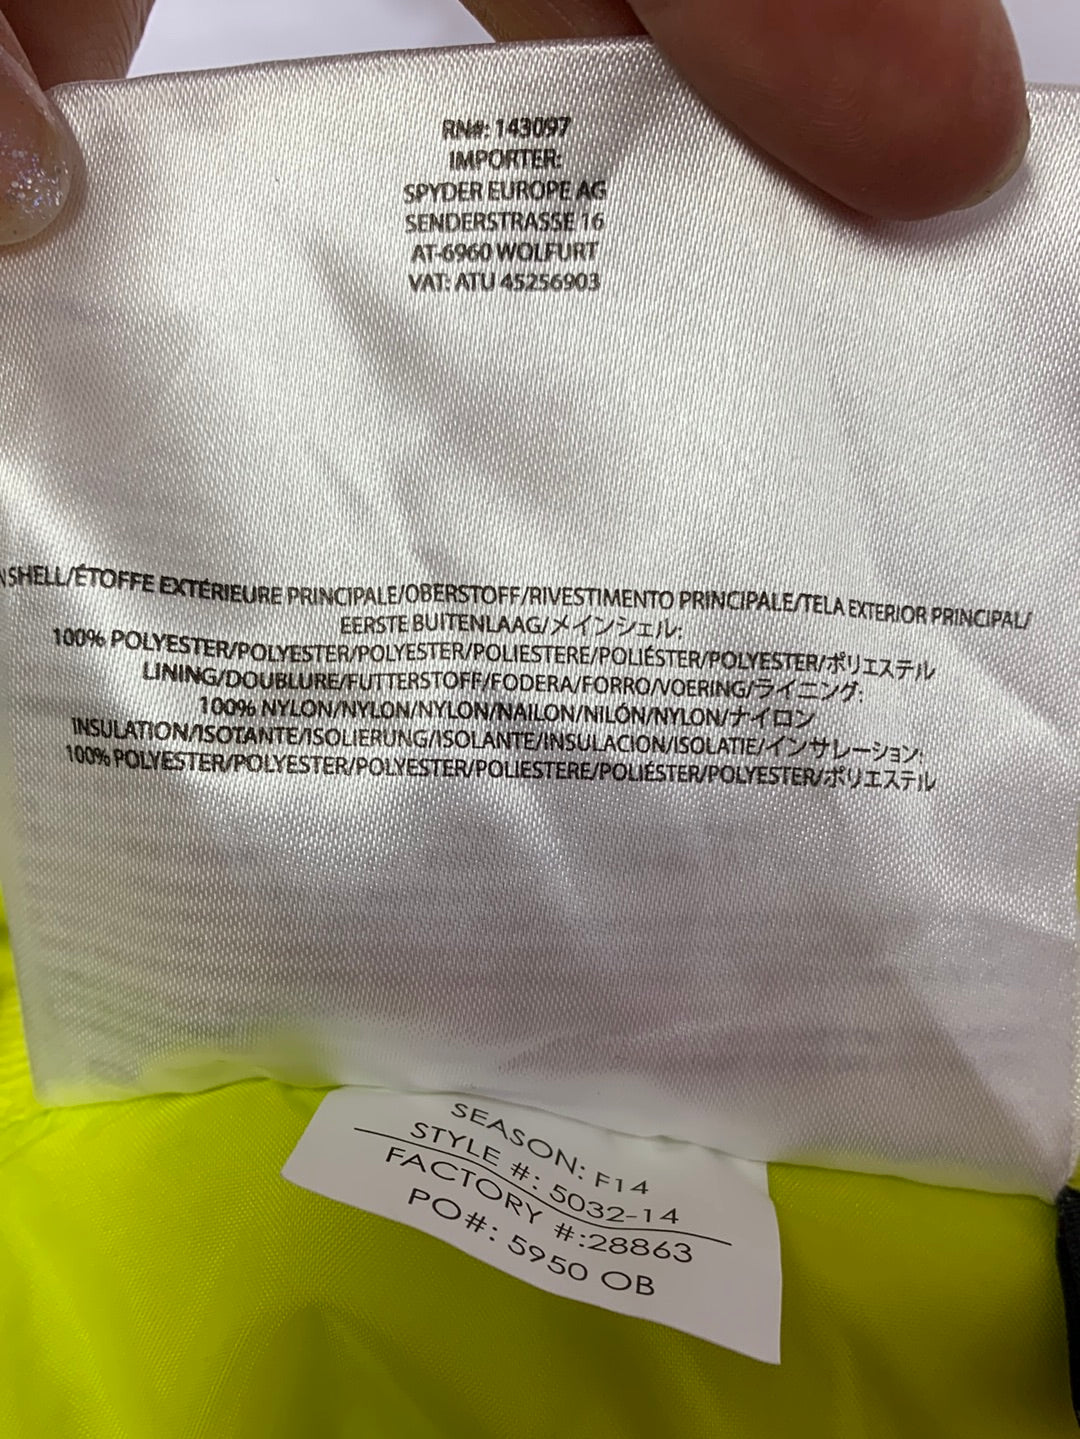 RN#: 143097
IMPORTER:
SPYDER EUROPE AG
SENDERSTRASSE 16
AT-6960 WOLFURT
VAT: ATU 45256903
SHELL/ÉTOFFE EXTÉRIEURE PRINCIPALE/OBERSTOFF/RIVESTIMENTO PRINCIPALE/TELA EXTERIOR PRINCIPAL/
EERSTE BUITENLAAG/メインシェル:
100% POLYESTER/POLYESTER/POLYESTER/POLIESTERE/POLIÉSTER/POLYESTER/ポリエステル
LINING/DOUBLURE/FUTTERSTOFF/FODERA/FORRO/VOERING/ライニング:
100% NYLON/NYLON/NYLON/NAILON/NILÓN/NYLON/ナイロン
INSULATION/ISOTANTE/ISOLIERUNG/ISOLANTE/INSULACION/ISOLATIE/インサレーション:
100% POLYESTER/POLYESTER/POLYESTER/POLIESTERE/POLIÉSTER/POLYESTER/ポリエステル
SEASON: F14
STYLE #: 5032-14
FACTORY #:28863
PO#: 5950 OB